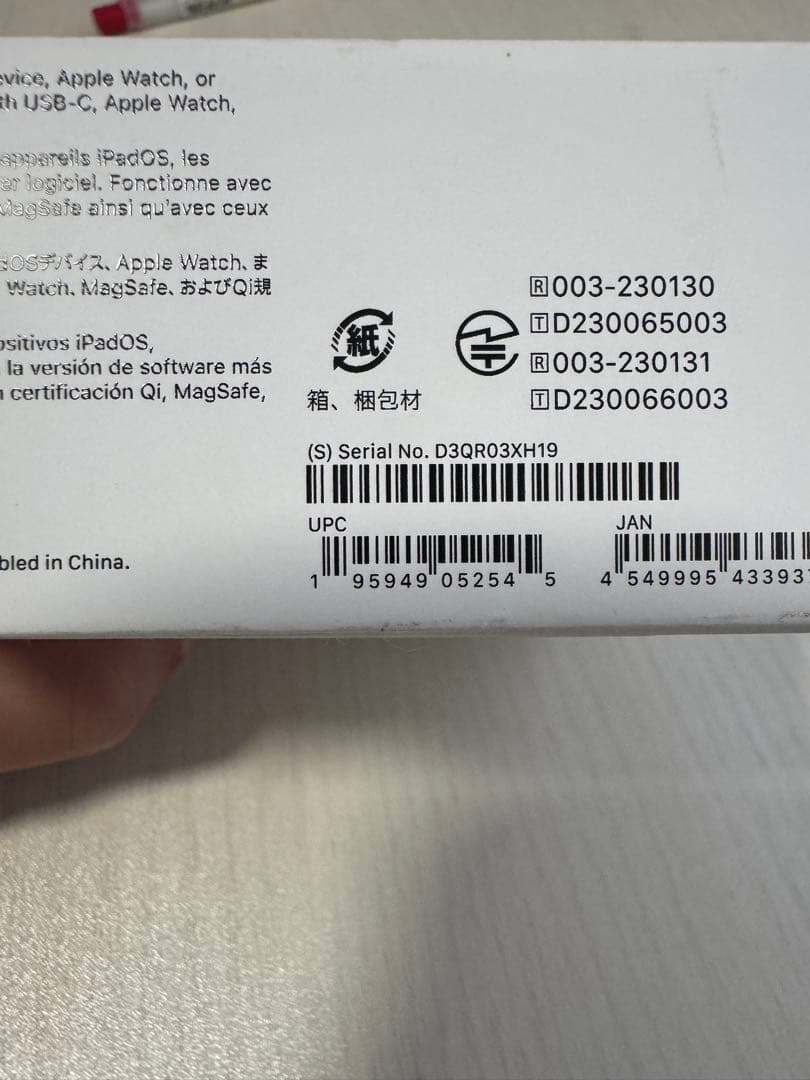 evice, Apple Watch, or
th USB-C, Apple Watch,
appareils iPadOS, les
er logiciel. Fonctionne avec
MagSafe ainsi qu'avec ceux
dOSデバイス、Apple Watch、ま
Watch、MagSafe、およびQi規
ositivos iPadOS,
la versión de software más
certificación Qi, MagSafe,
bled in China.
紙
箱、梱包材
R003-230130
TD230065003
R003-230131
TD230066003
(S) Serial No. D3QR03XH19
UPC
1 95949 05254 5
JAN
4 549995 433937